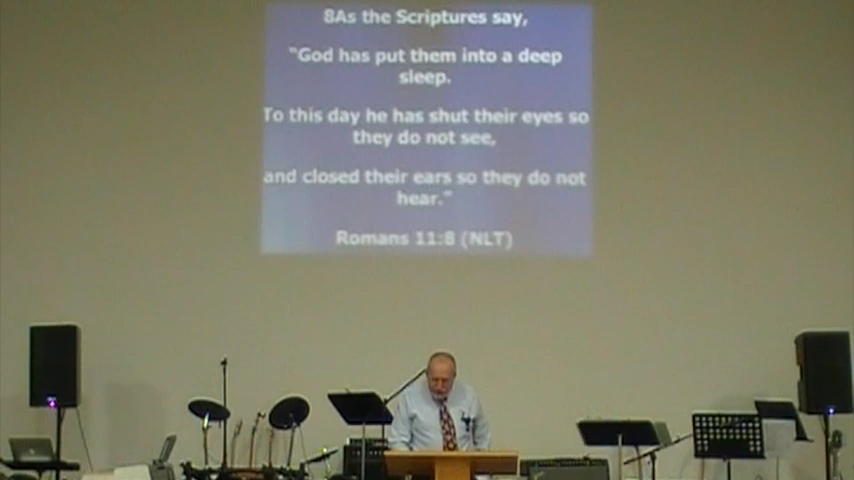 8As the Scriptures say,
“God has put them into a deep
sleep.
To this day he has shut their eyes so
they do not see,
and closed their ears so they do not
hear.”
Romans 11:8 (NLT)